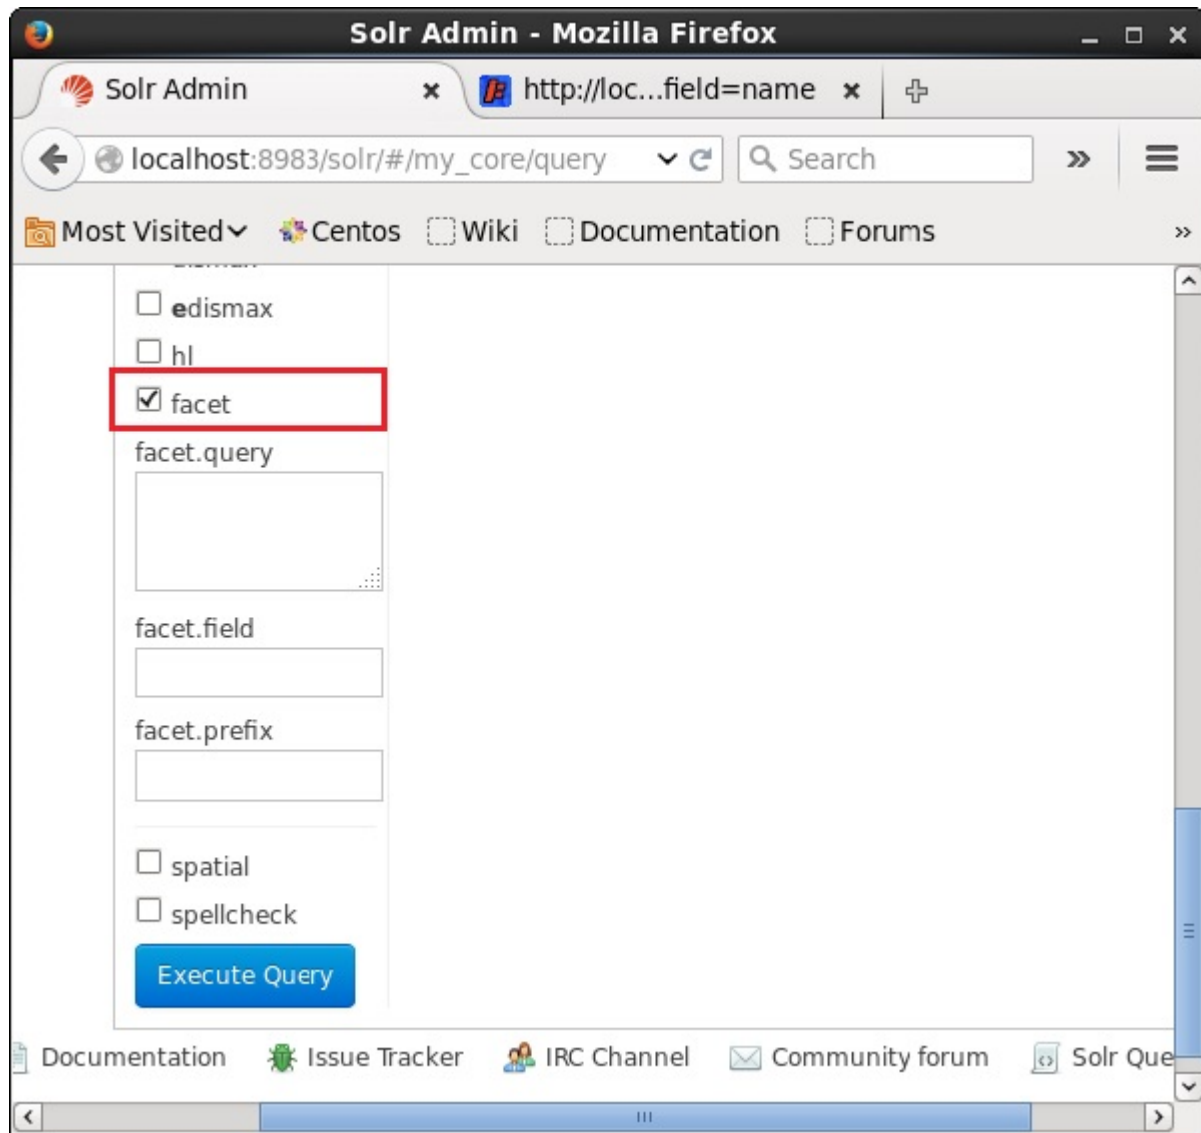 Solr Admin - Mozilla Firefox
Solr Admin
http://loc...field=name
localhost:8983/solr/#/my_core/query
Search
Most Visited
Centos
Wiki
Documentation
Forums
edismax
hl
facet
facet.query
facet.field
facet.prefix
spatial
spellcheck
Execute Query
Documentation
Issue Tracker
IRC Channel
Community forum
Solr Que